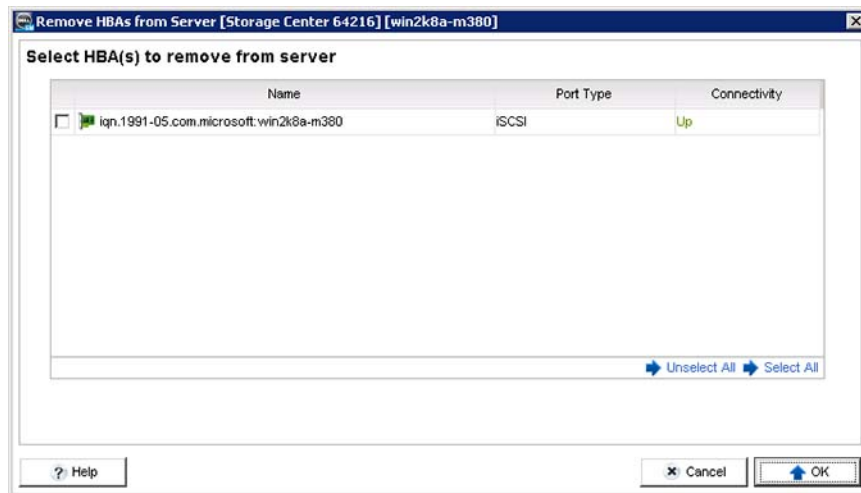 Remove HBAs from Server [Storage Center 64216] [win2k8a-m380]
Select HBA(s) to remove from server
Name Port Type Connectivity
iqn.1991-05.com.microsoft:win2k8a-m380 iSCSI Up
Unselect All Select All
? Help Cancel OK